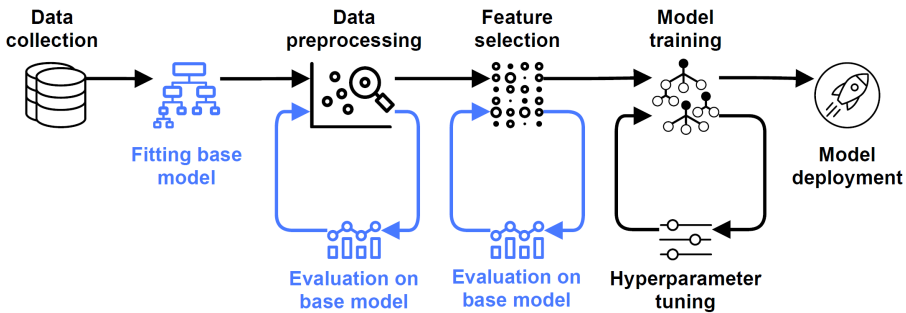 Data
collection
Data
preprocessing
Feature
selection
Model
training
Fitting base
model
Model
deployment
Evaluation on
base model
Evaluation on
base model
Hyperparameter
tuning